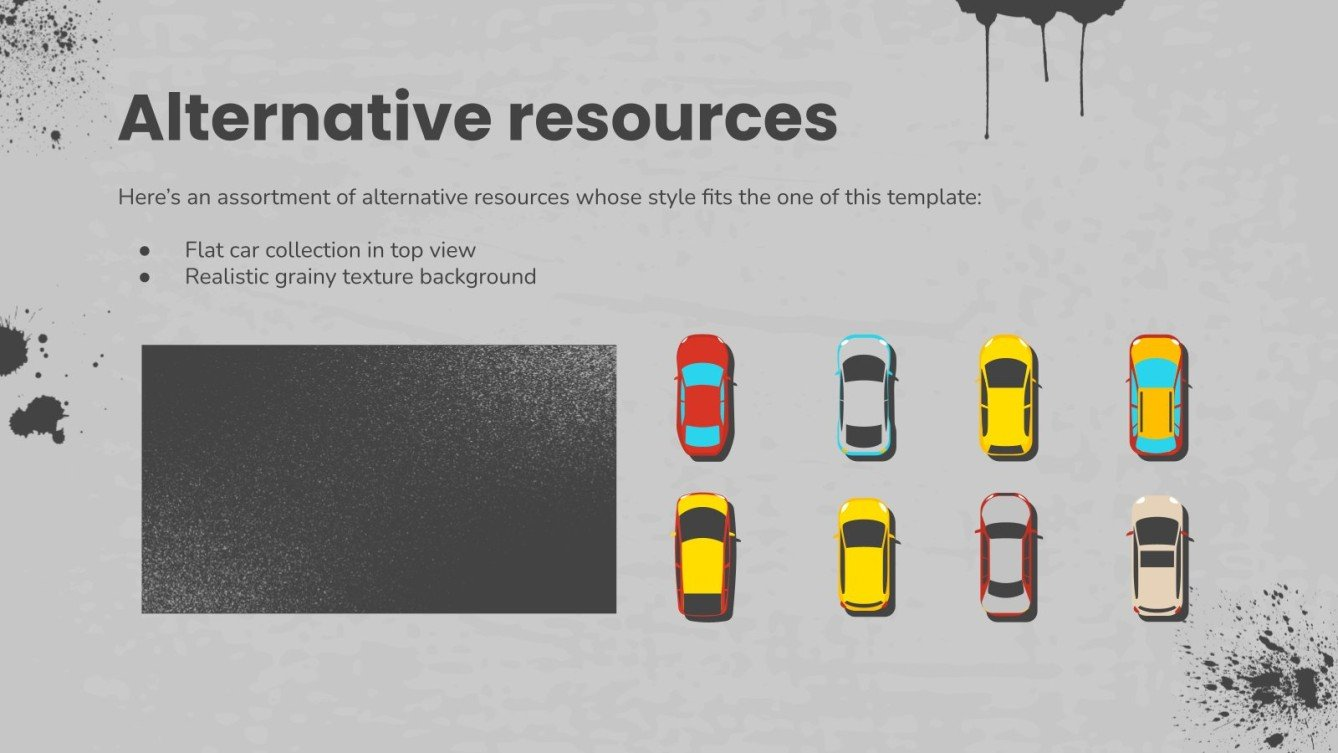 Alternative resources
Here’s an assortment of alternative resources whose style fits the one of this template:
● Flat car collection in top view
● Realistic grainy texture background